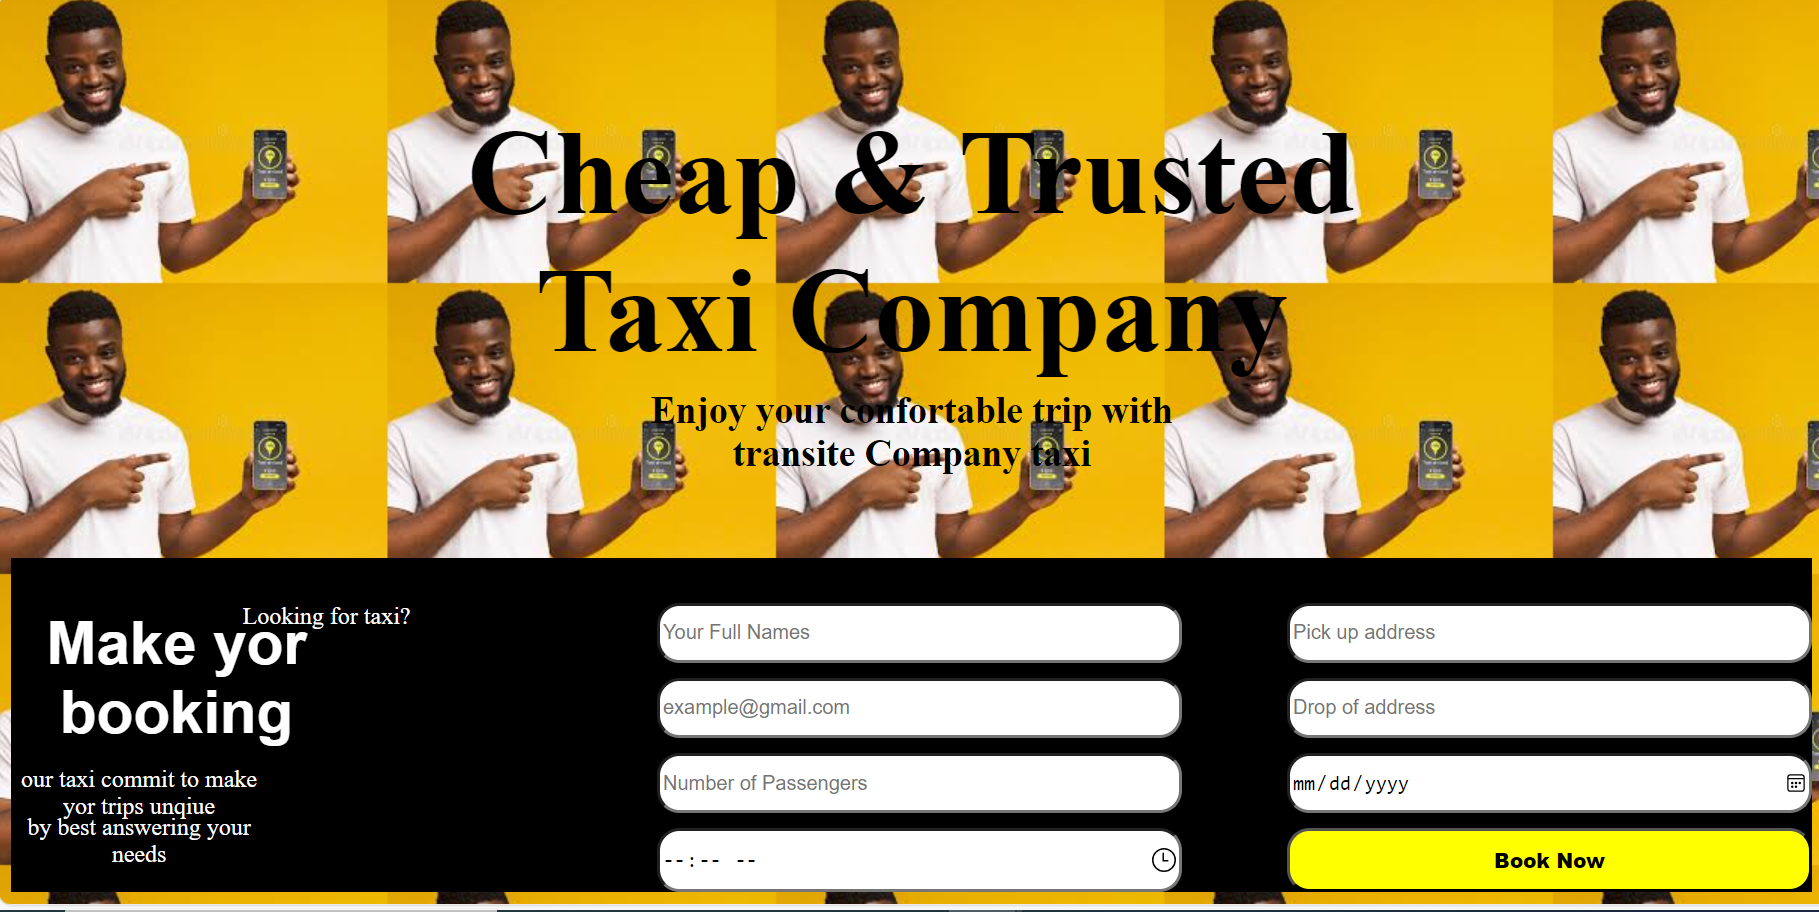 Cheap & Trusted
Taxi Company
Enjoy your confortable trip with
transite Company taxi
Looking for taxi?
Make yor
booking
our taxi commit to make
yor trips unqiue
by best answering your
needs
Your Full Names
Pick up address
example@gmail.com
Drop of address
Number of Passengers
mm/dd/yyyy
--:-- --
Book Now